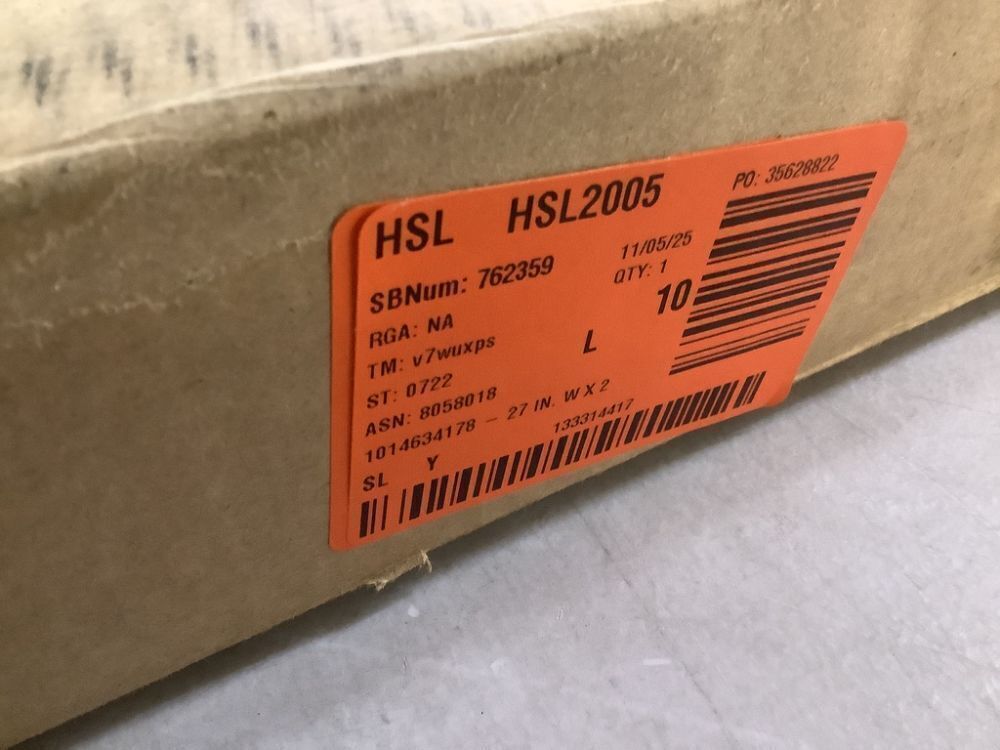 HSL HSL2005
PO: 35628822
SBNum: 762359 11/05/25
RGA: NA QTY: 1
TM: v7wuxps L 10
ST: 0722
ASN: 8058018
1014634178 - 27 IN. W X 2
SL Y 133314417